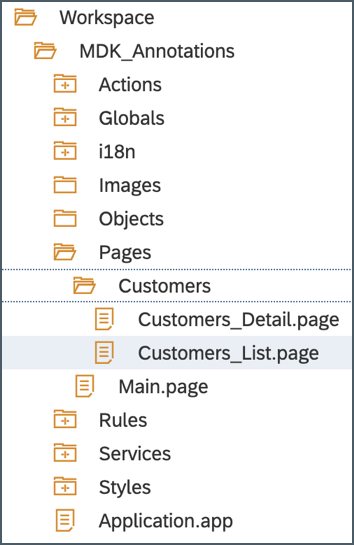 Workspace
MDK_Annotations
Actions
Globals
i18n
Images
Objects
Pages
Customers
Customers_Detail.page
Customers_List.page
Main.page
Rules
Services
Styles
Application.app